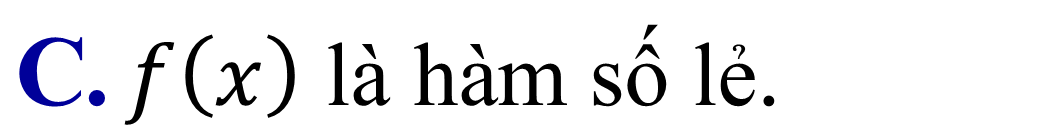 C. f(x) là hàm số lẻ.